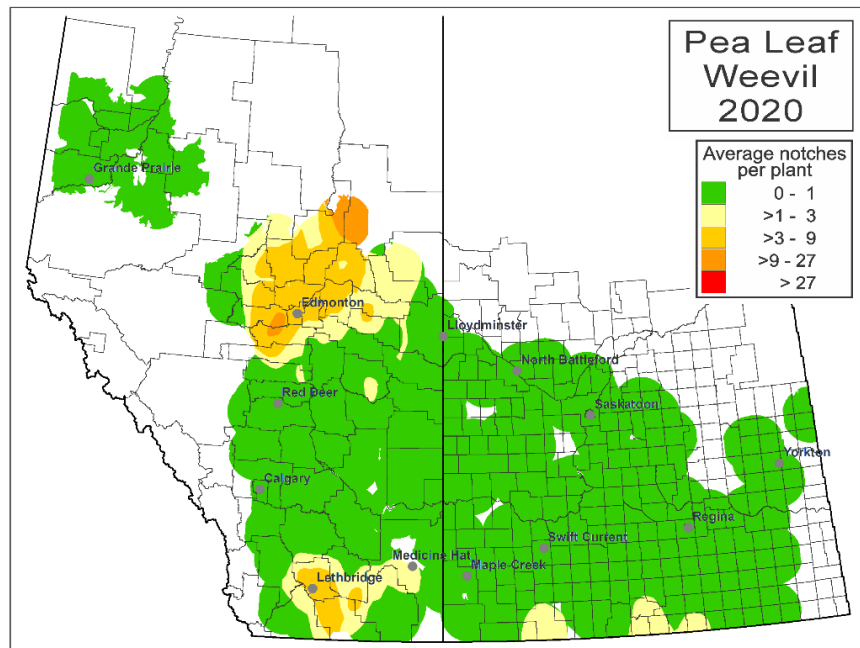 Pea Leaf
Weevil
2020
Average notches
per plant
0 - 1
>1 - 3
>3 - 9
>9 - 27
> 27
Grande Prairie
Edmonton
Lloydminster
North Battleford
Red Deer
Saskatoon
Yorkton
Calgary
Regina
Swift Current
Medicine Hat
Maple Creek
Lethbridge